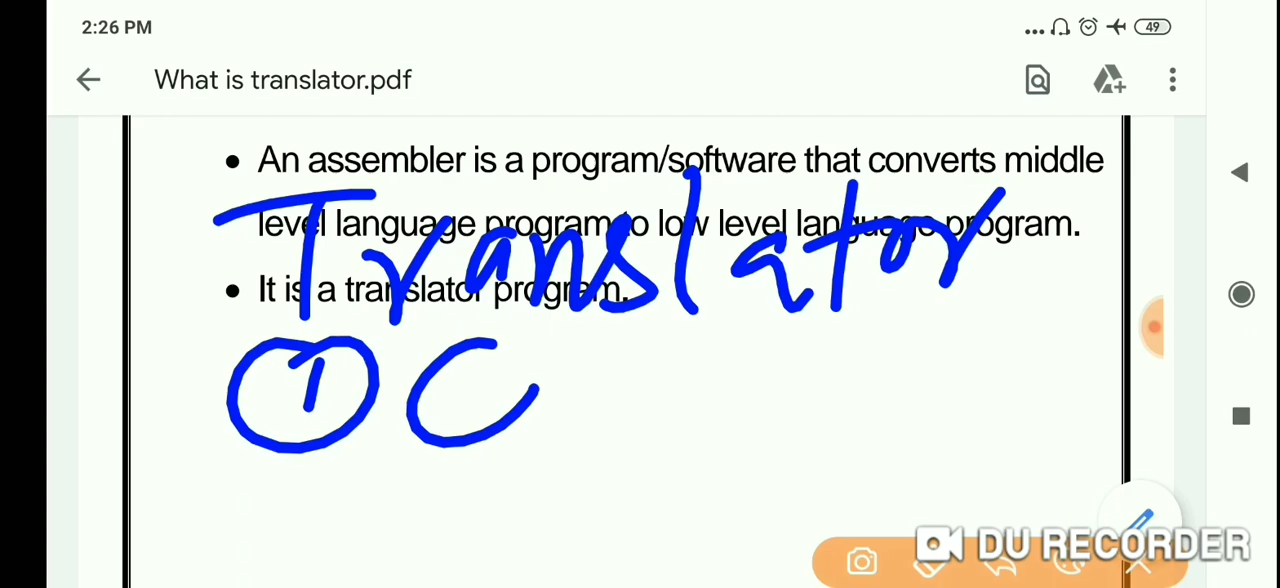 2:26 PM
49
What is translator.pdf
• An assembler is a program/software that converts middle
level language program to low level language program.
• It is a translator program.
Translator
① C
DU RECORDER